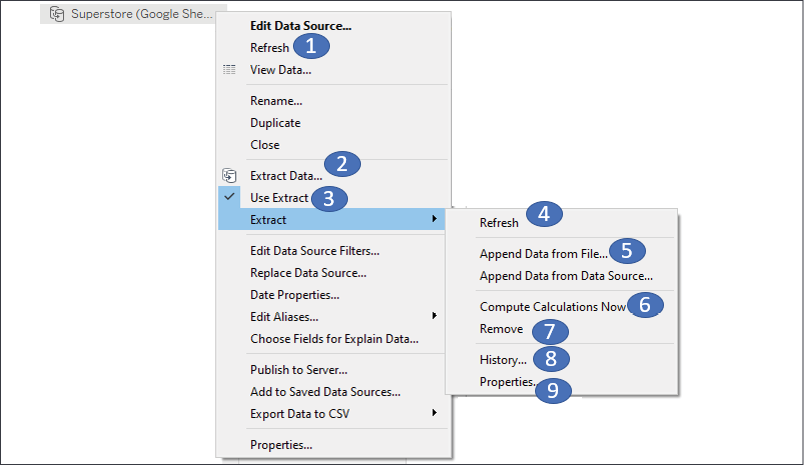 Superstore (Google She...
Edit Data Source...
Refresh 1
View Data...
Rename...
Duplicate
Close
2
Extract Data...
Use Extract 3
Extract
Edit Data Source Filters...
Replace Data Source...
Date Properties...
Edit Aliases...
Choose Fields for Explain Data...
Publish to Server...
Add to Saved Data Sources...
Export Data to CSV
Properties...
Refresh 4
Append Data from File... 5
Append Data from Data Source...
Compute Calculations Now 6
Remove 7
History... 8
Properties... 9